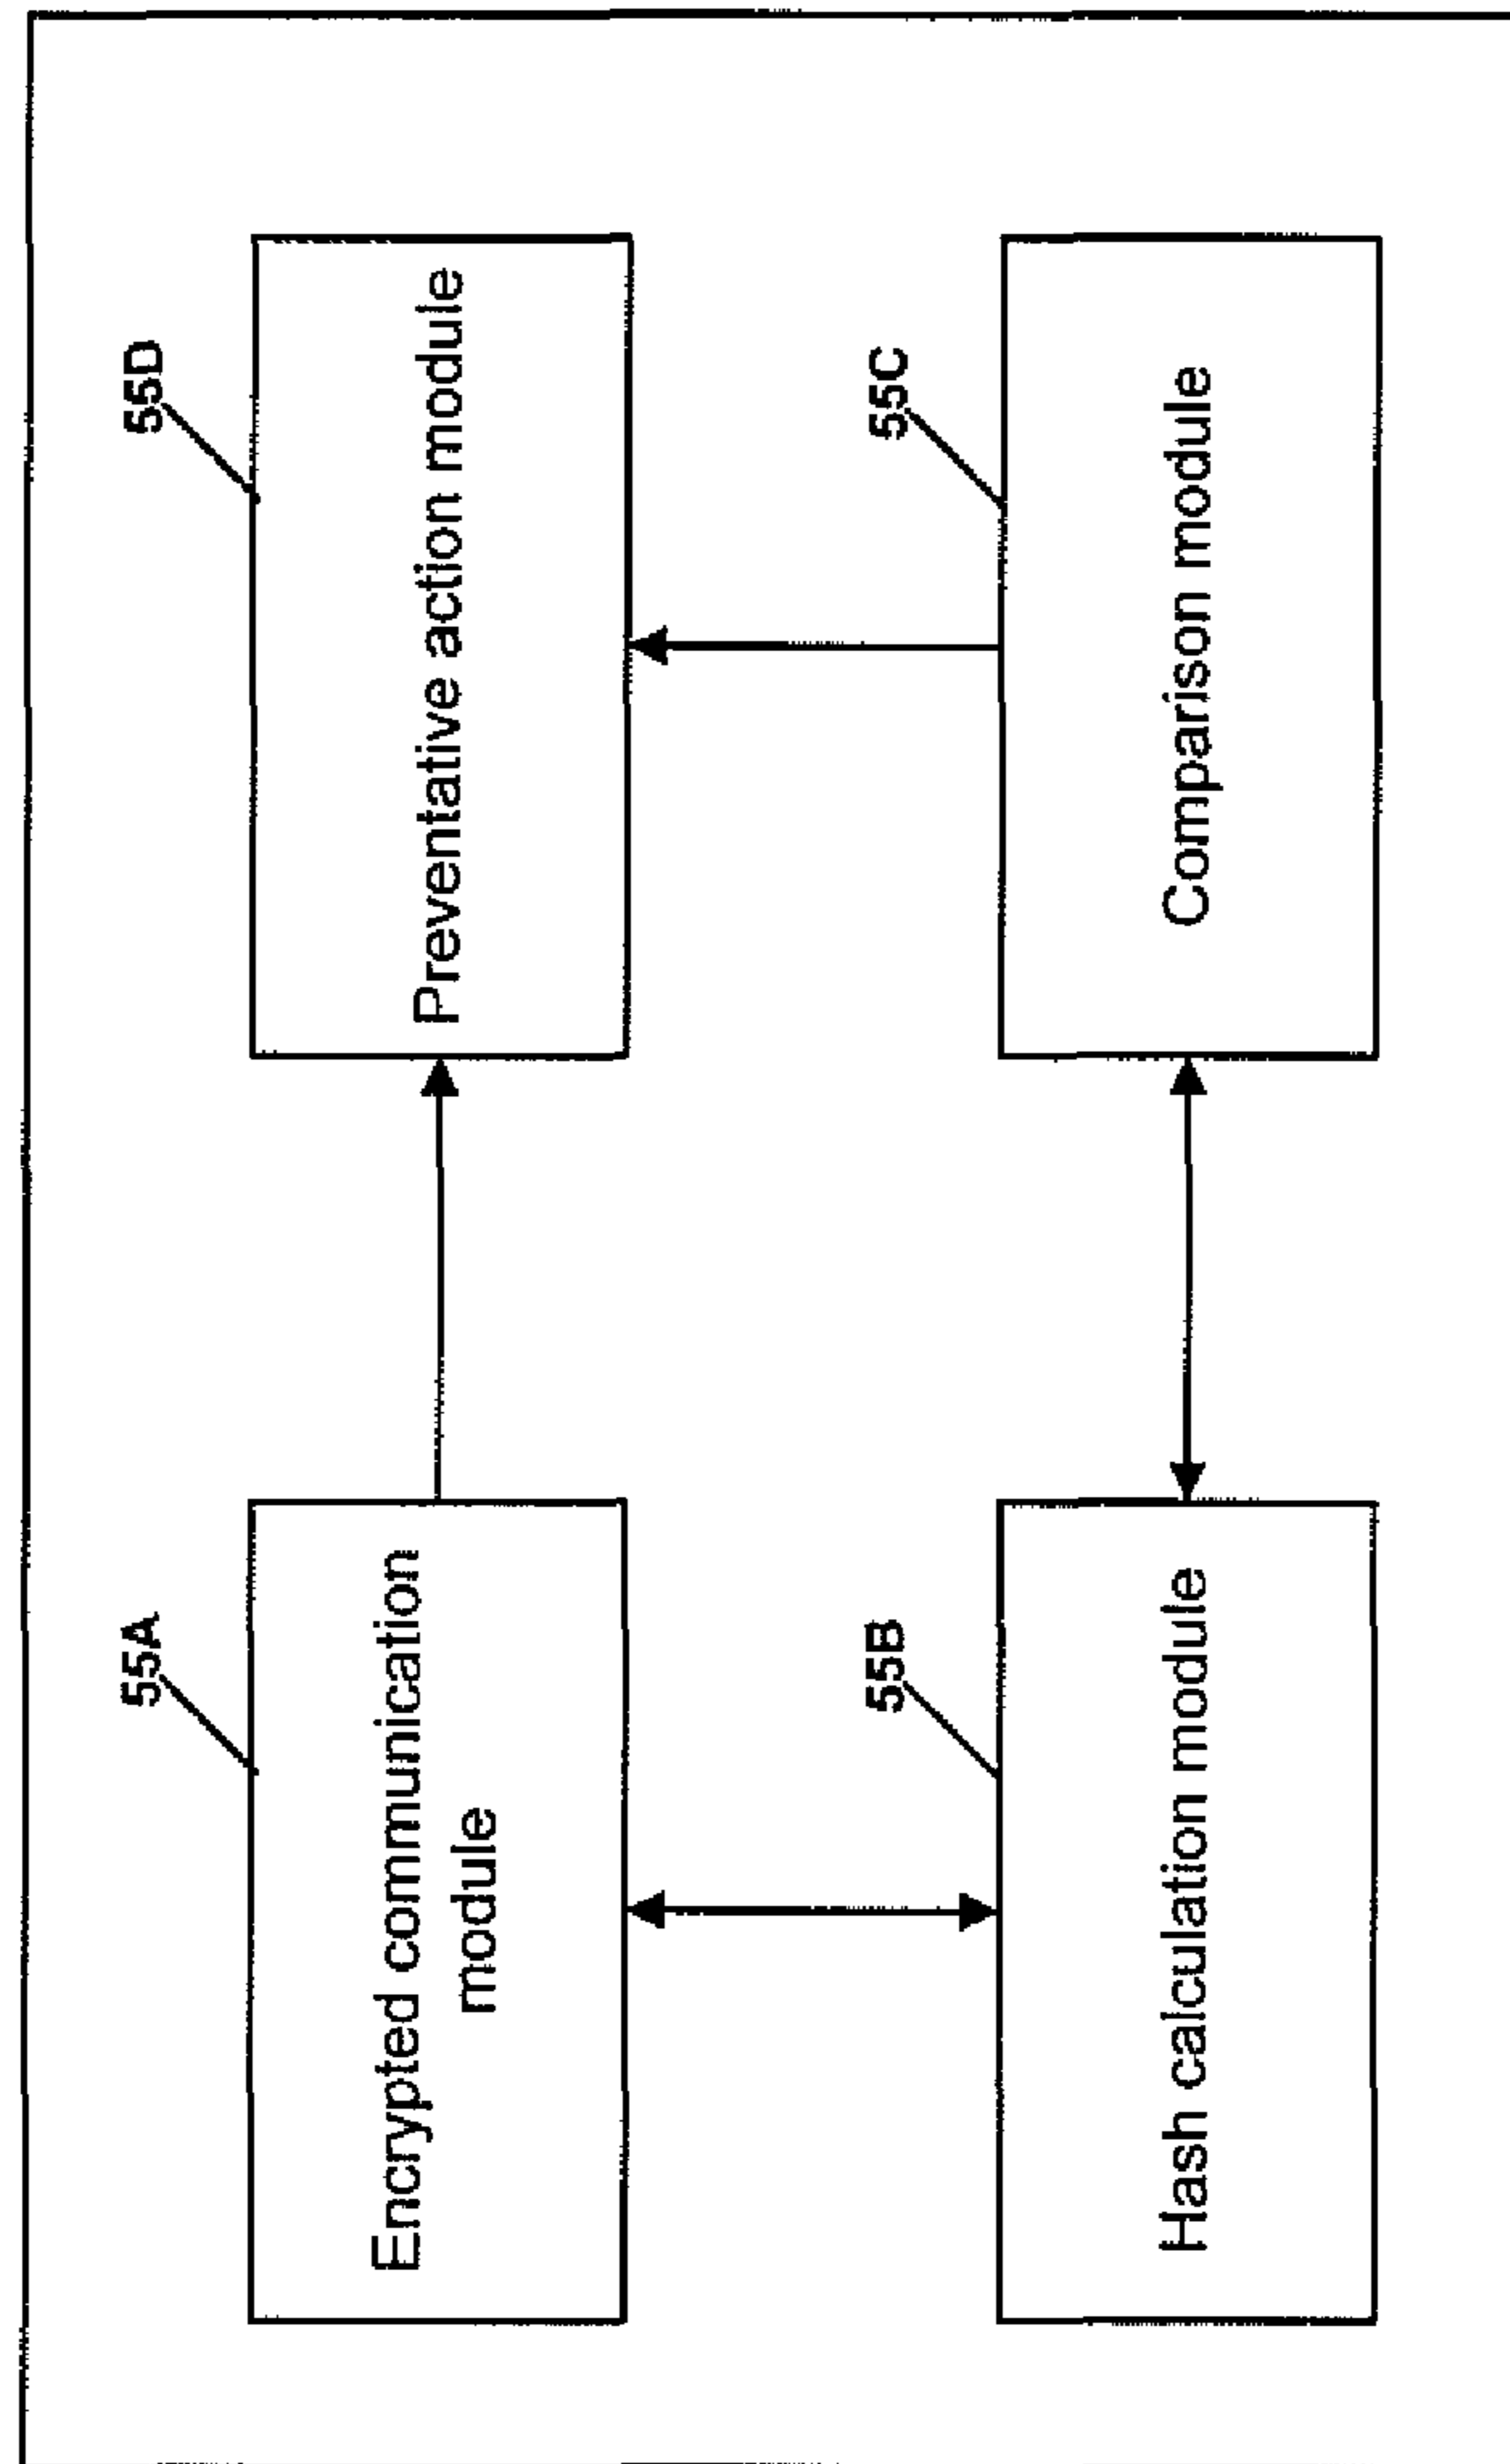 55A
Encrypted communication
module
55D
Preventative action module
55B
Hash calculation module
55C
Comparison module